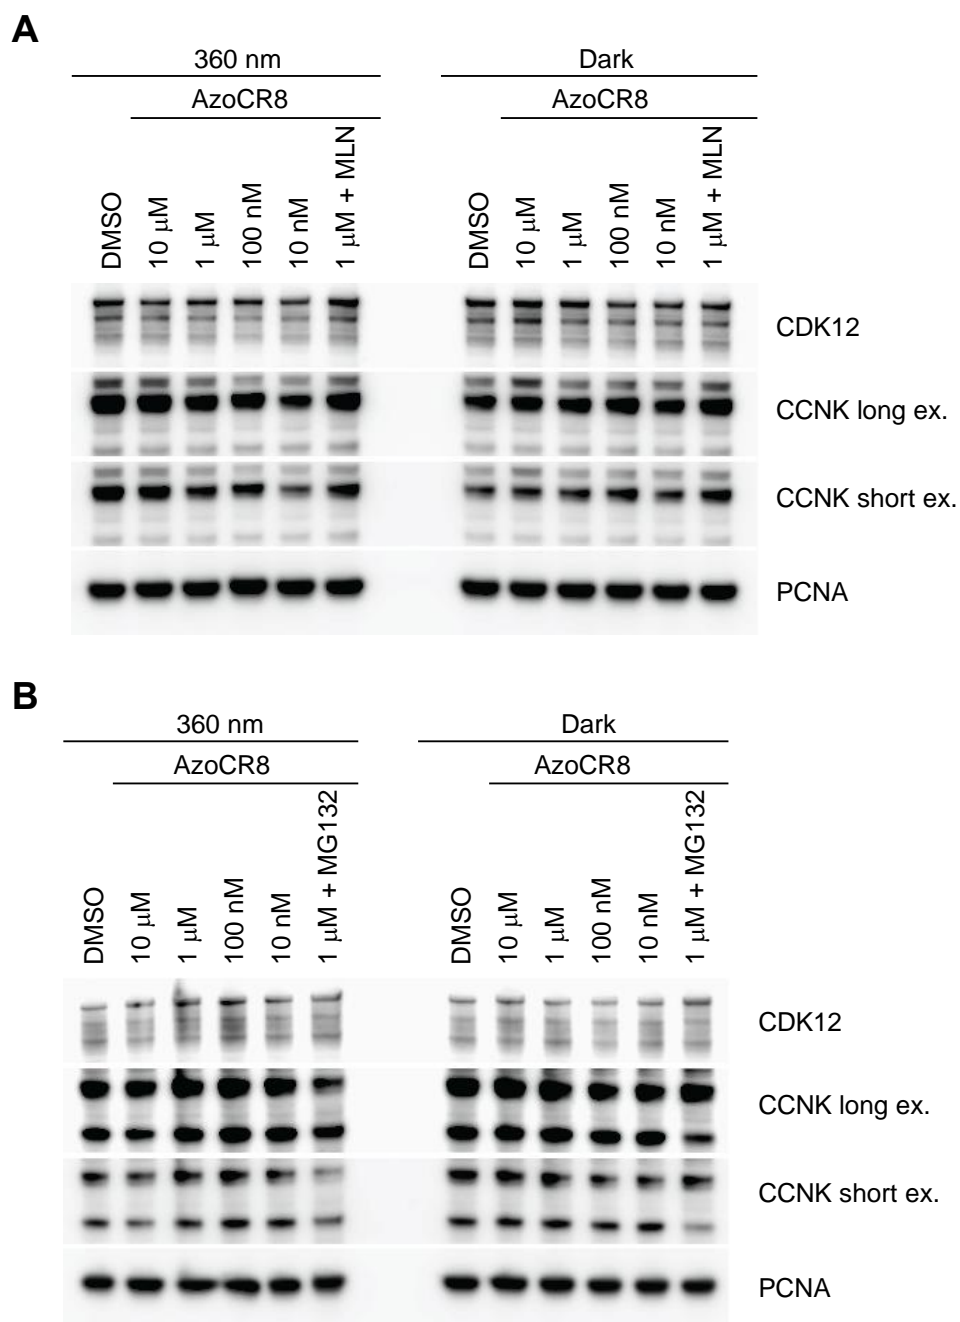 A
360 nm Dark
AzoCR8 AzoCR8
DMSO 10 μM 1 μM 100 nM 10 nM 1 μM + MLN DMSO 10 μM 1 μM 100 nM 10 nM 1 μM + MLN
CDK12
CCNK long ex.
CCNK short ex.
PCNA
B
360 nm Dark
AzoCR8 AzoCR8
DMSO 10 μM 1 μM 100 nM 10 nM 1 μM + MG132 DMSO 10 μM 1 μM 100 nM 10 nM 1 μM + MG132
CDK12
CCNK long ex.
CCNK short ex.
PCNA